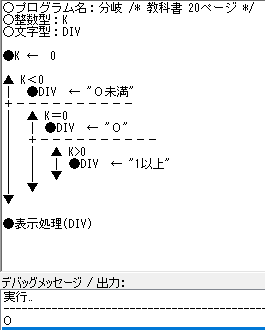 ○プログラム名：分岐 /* 教科書 20ページ */
○整数型：K
○文字型：DIV
●K ← 0
▲ K＜0
│ ●DIV ← "０未満"
＋－－－－－－－－－－－
│ ▲ K＝0
│ │ ●DIV ← "０"
│ ＋－－－－－－－－－
│ │ ▲ K>0
│ │ │ ●DIV ← "1以上"
│ │ ▼
│ ▼
▼
●表示処理(DIV)
デバッグメッセージ / 出力:
実行..
０